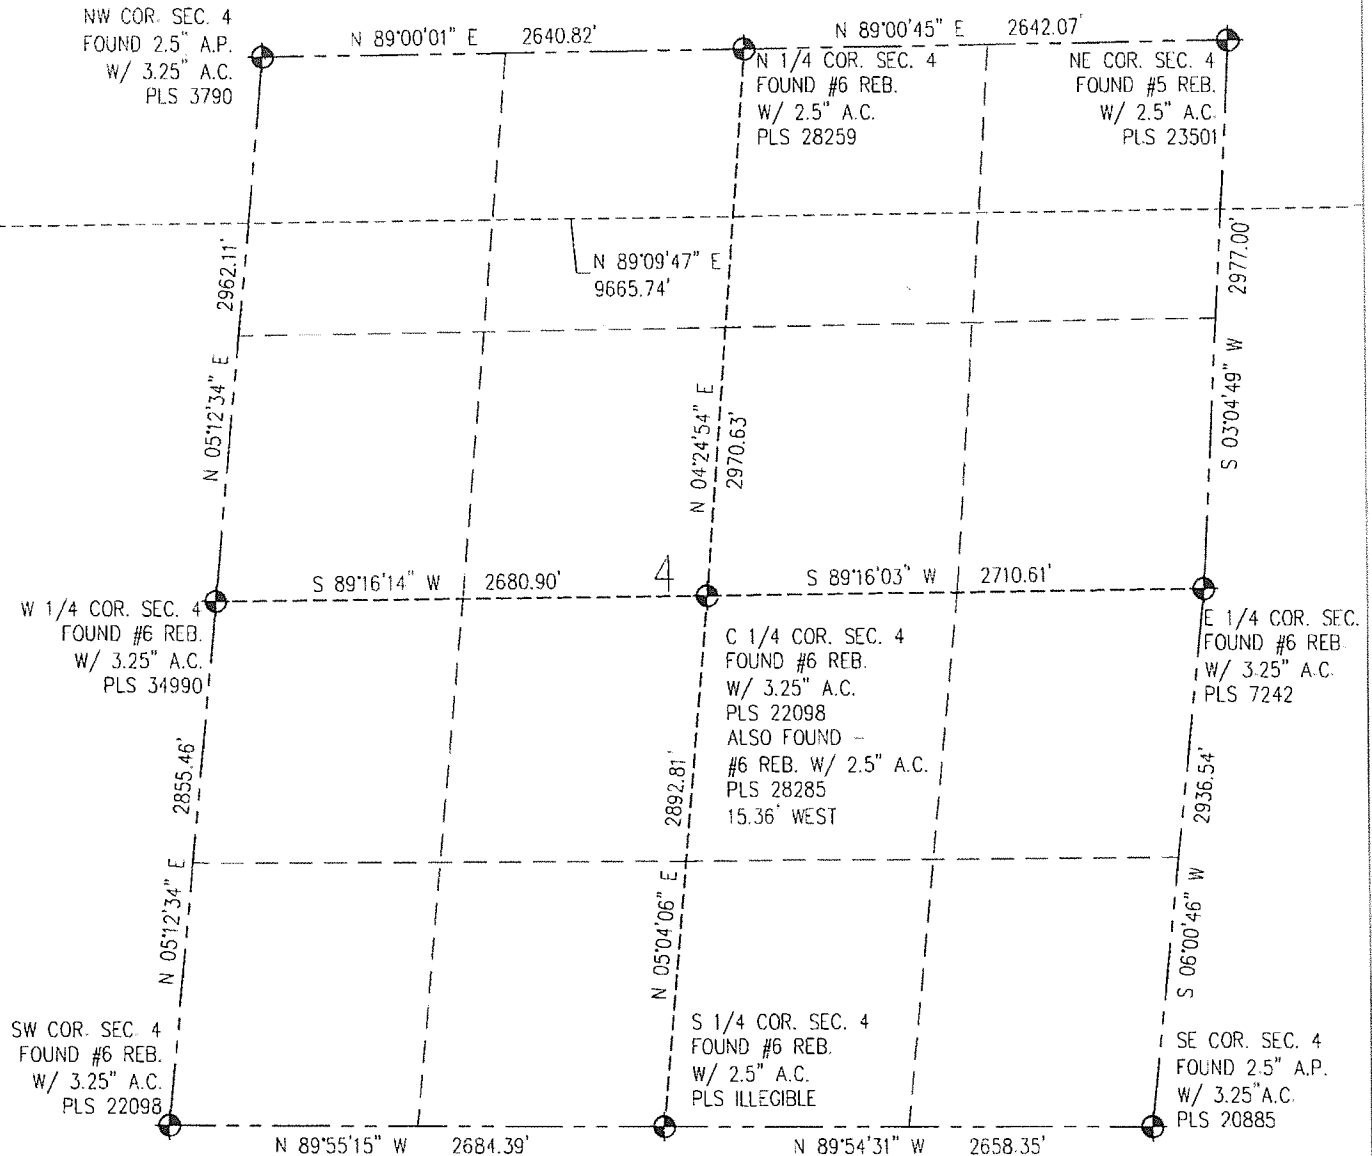 NW COR. SEC. 4
FOUND 2.5" A.P.
W/ 3.25" A.C.
PLS 3790
N 89°00'01" E 2640.82'
N 89°00'45" E 2642.07'
N 1/4 COR. SEC. 4
FOUND #6 REB.
W/ 2.5" A.C.
PLS 28259
NE COR. SEC. 4
FOUND #5 REB.
W/ 2.5" A.C.
PLS 23501
N 89°09'47" E
9665.74'
2962.11'
N 05°12'34" E
N 04°24'54" E
2970.63'
2977.00'
S 03°04'49" W
S 89°16'14" W 2680.90'
4
S 89°16'03" W 2710.61'
W 1/4 COR. SEC. 4
FOUND #6 REB.
W/ 3.25" A.C.
PLS 34990
C 1/4 COR. SEC. 4
FOUND #6 REB.
W/ 3.25" A.C.
PLS 22098
ALSO FOUND -
#6 REB. W/ 2.5" A.C.
PLS 28285
15.36' WEST
E 1/4 COR. SEC.
FOUND #6 REB.
W/ 3.25" A.C.
PLS 7242
2855.46'
N 05°12'34" E
2892.81'
N 05°04'06" E
2936.54'
S 06°00'46" W
SW COR. SEC. 4
FOUND #6 REB.
W/ 3.25" A.C.
PLS 22098
S 1/4 COR. SEC. 4
FOUND #6 REB.
W/ 2.5" A.C.
PLS ILLEGIBLE
SE COR. SEC. 4
FOUND 2.5" A.P.
W/ 3.25"A.C.
PLS 20885
N 89°55'15" W 2684.39'
N 89°54'31" W 2658.35'